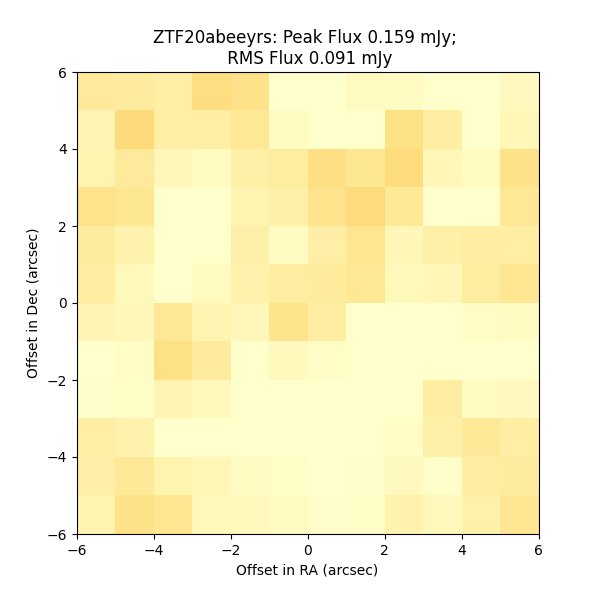 ZTF20abeeyrs: Peak Flux 0.159 mJy;
RMS Flux 0.091 mJy
6
4
2
0
−2
−4
−6
Offset in Dec (arcsec)
−6 −4 −2 0 2 4 6
Offset in RA (arcsec)